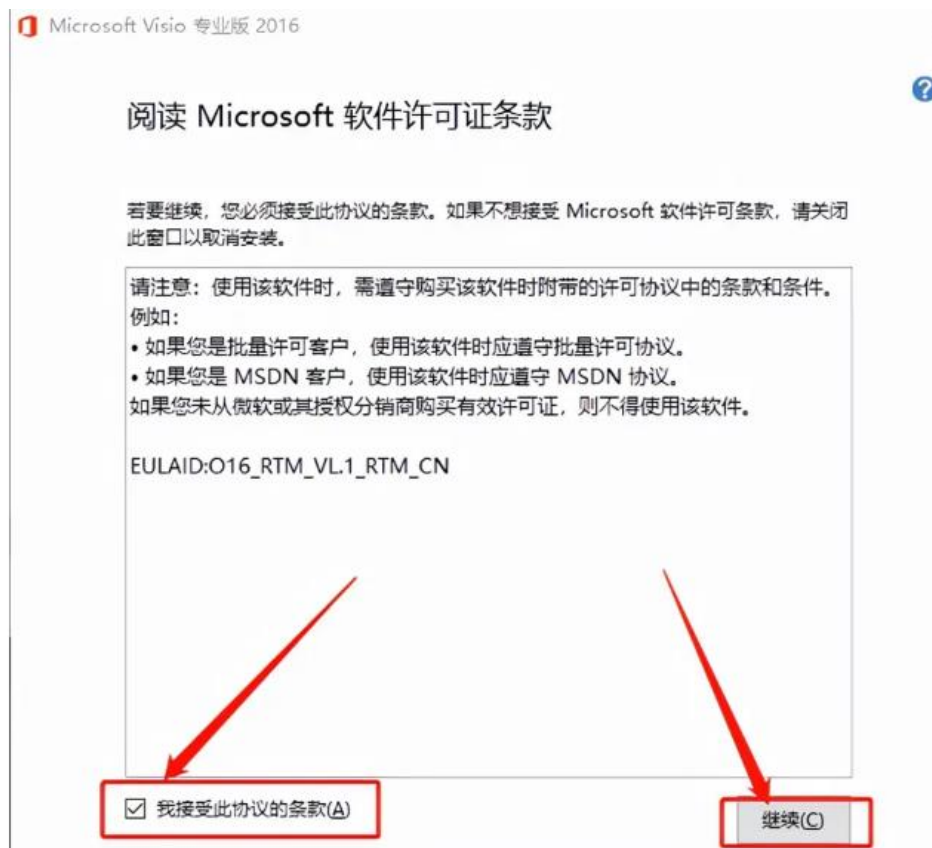 Microsoft Visio 专业版 2016
?
阅读 Microsoft 软件许可证条款
若要继续，您必须接受此协议的条款。如果不想接受 Microsoft 软件许可条款，请关闭
此窗口以取消安装。
请注意：使用该软件时，需遵守购买该软件时附带的许可协议中的条款和条件。
例如：
• 如果您是批量许可客户，使用该软件时应遵守批量许可协议。
• 如果您是 MSDN 客户，使用该软件时应遵守 MSDN 协议。
如果您未从微软或其授权分销商购买有效许可证，则不得使用该软件。
EULAID:O16_RTM_VL.1_RTM_CN
我接受此协议的条款(A)
继续(C)